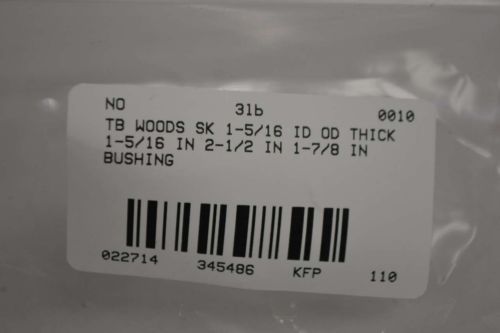 NO 3lb 0010
TB WOODS SK 1-5/16 ID OD THICK
1-5/16 IN 2-1/2 IN 1-7/8 IN
BUSHING
022714 345486 KFP 110